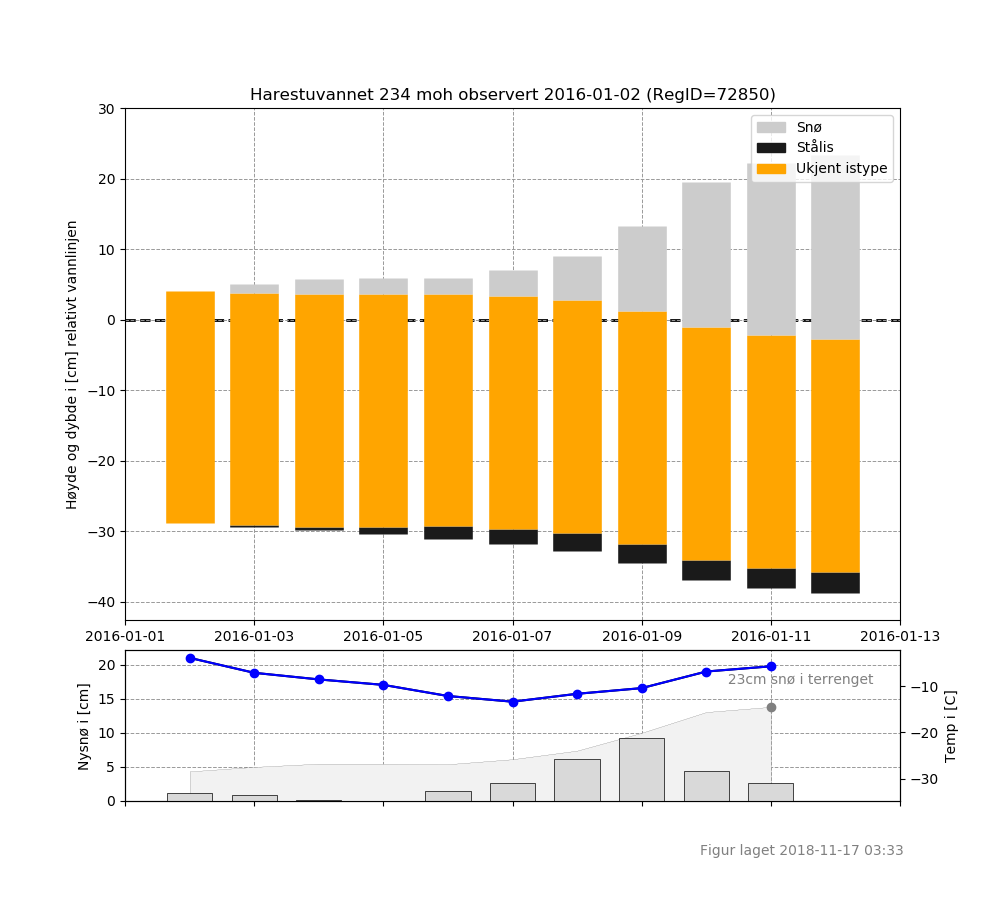 Harestuvannet 234 moh observert 2016-01-02 (RegID=72850)
Snø
Stålis
Ukjent istype
Høyde og dybde i [cm] relativt vannlinjen
30
20
10
0
−10
−20
−30
−40
2016-01-01 2016-01-03 2016-01-05 2016-01-07 2016-01-09 2016-01-11 2016-01-13
Nysnø i [cm]
20
15
10
5
0
23cm snø i terrenget
−10
−20
−30
Temp i [C]
Figur laget 2018-11-17 03:33